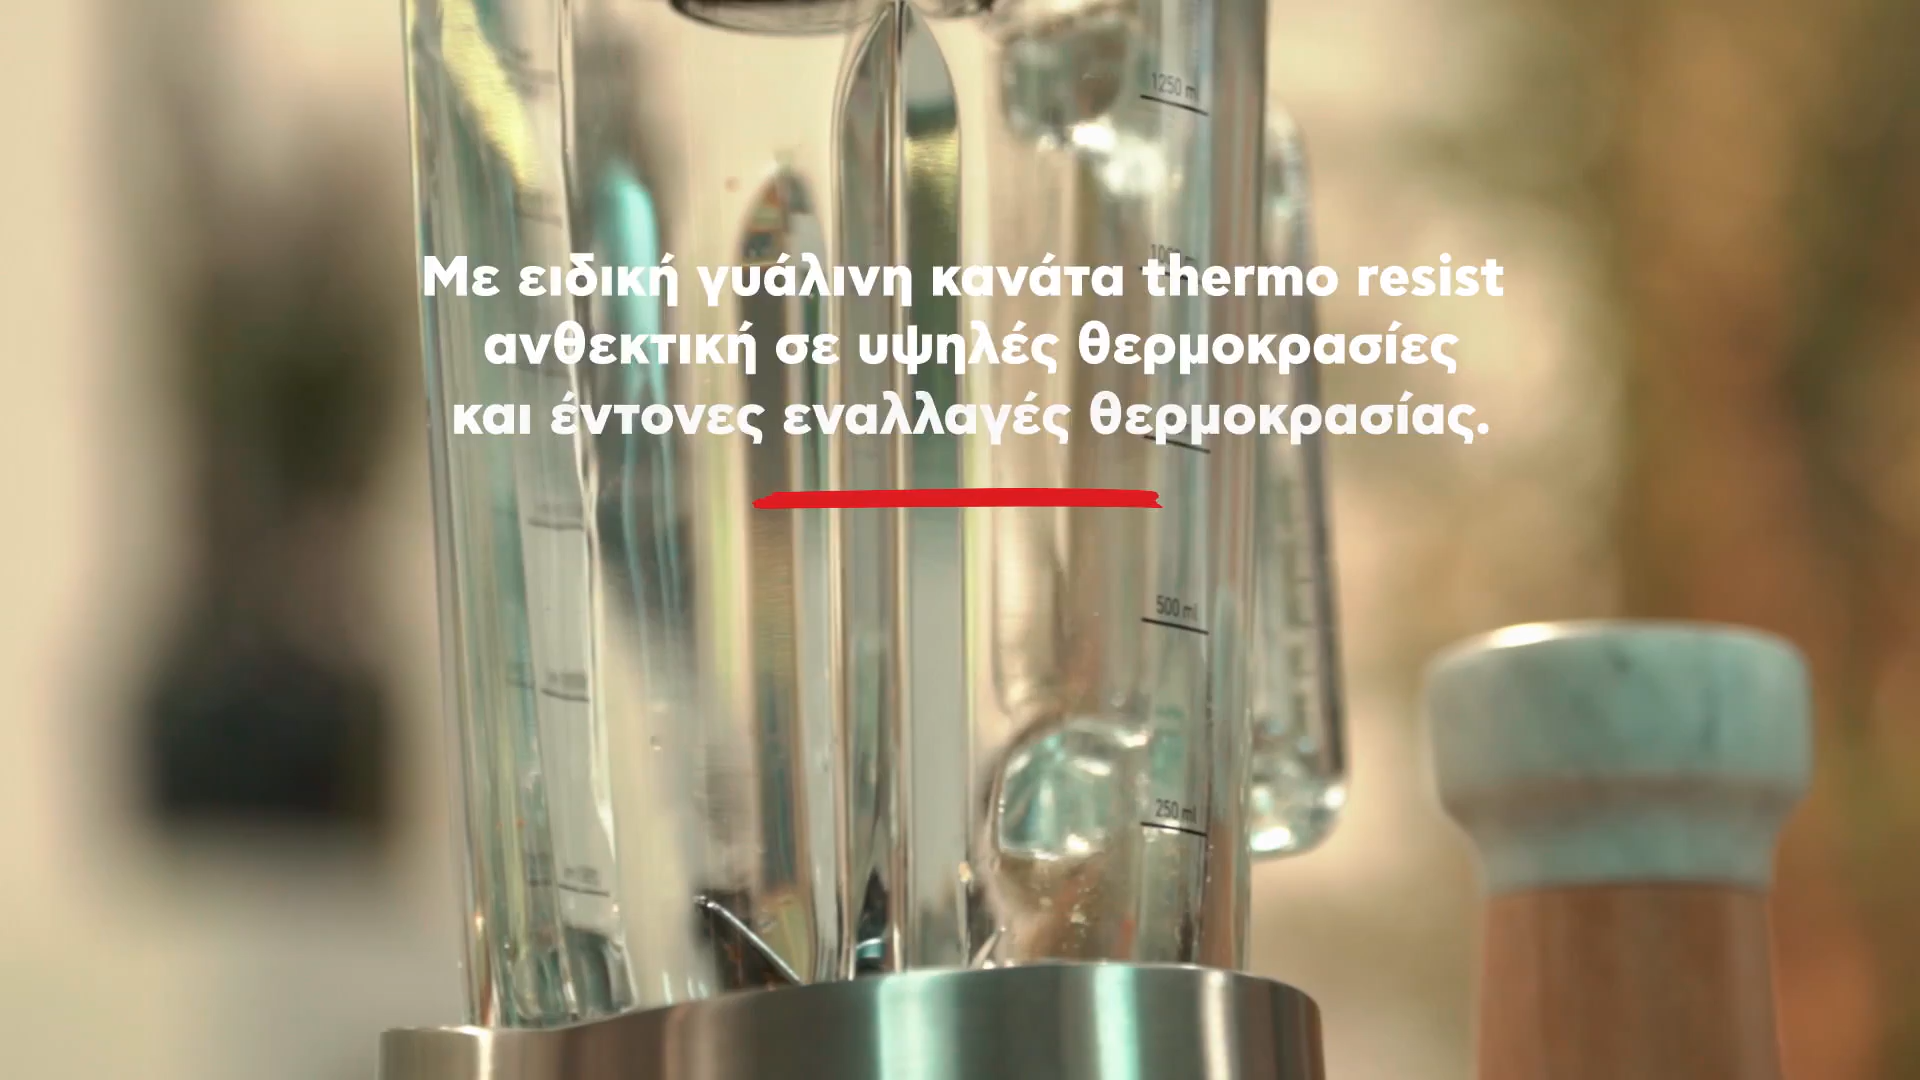 1250 ml
Με ειδική γυάλινη κανάτα thermo resist
ανθεκτική σε υψηλές θερμοκρασίες
και έντονες εναλλαγές θερμοκρασίας.
500 ml
250 ml